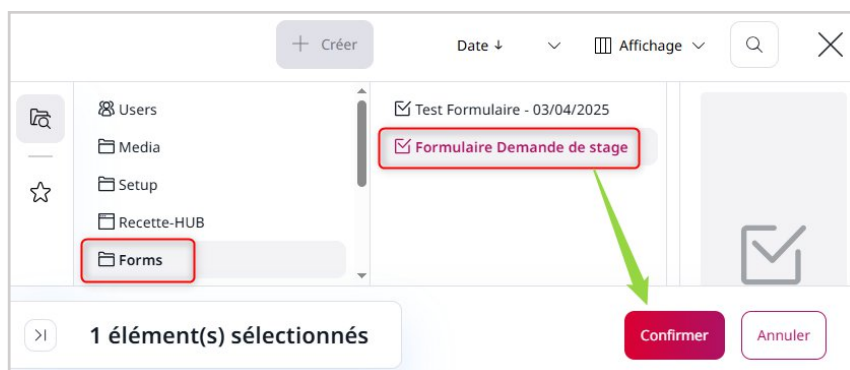 Créer
Date
Affichage
Users
Media
Setup
Recette-HUB
Forms
Test Formulaire - 03/04/2025
Formulaire Demande de stage
1 élément(s) sélectionnés
Confirmer
Annuler